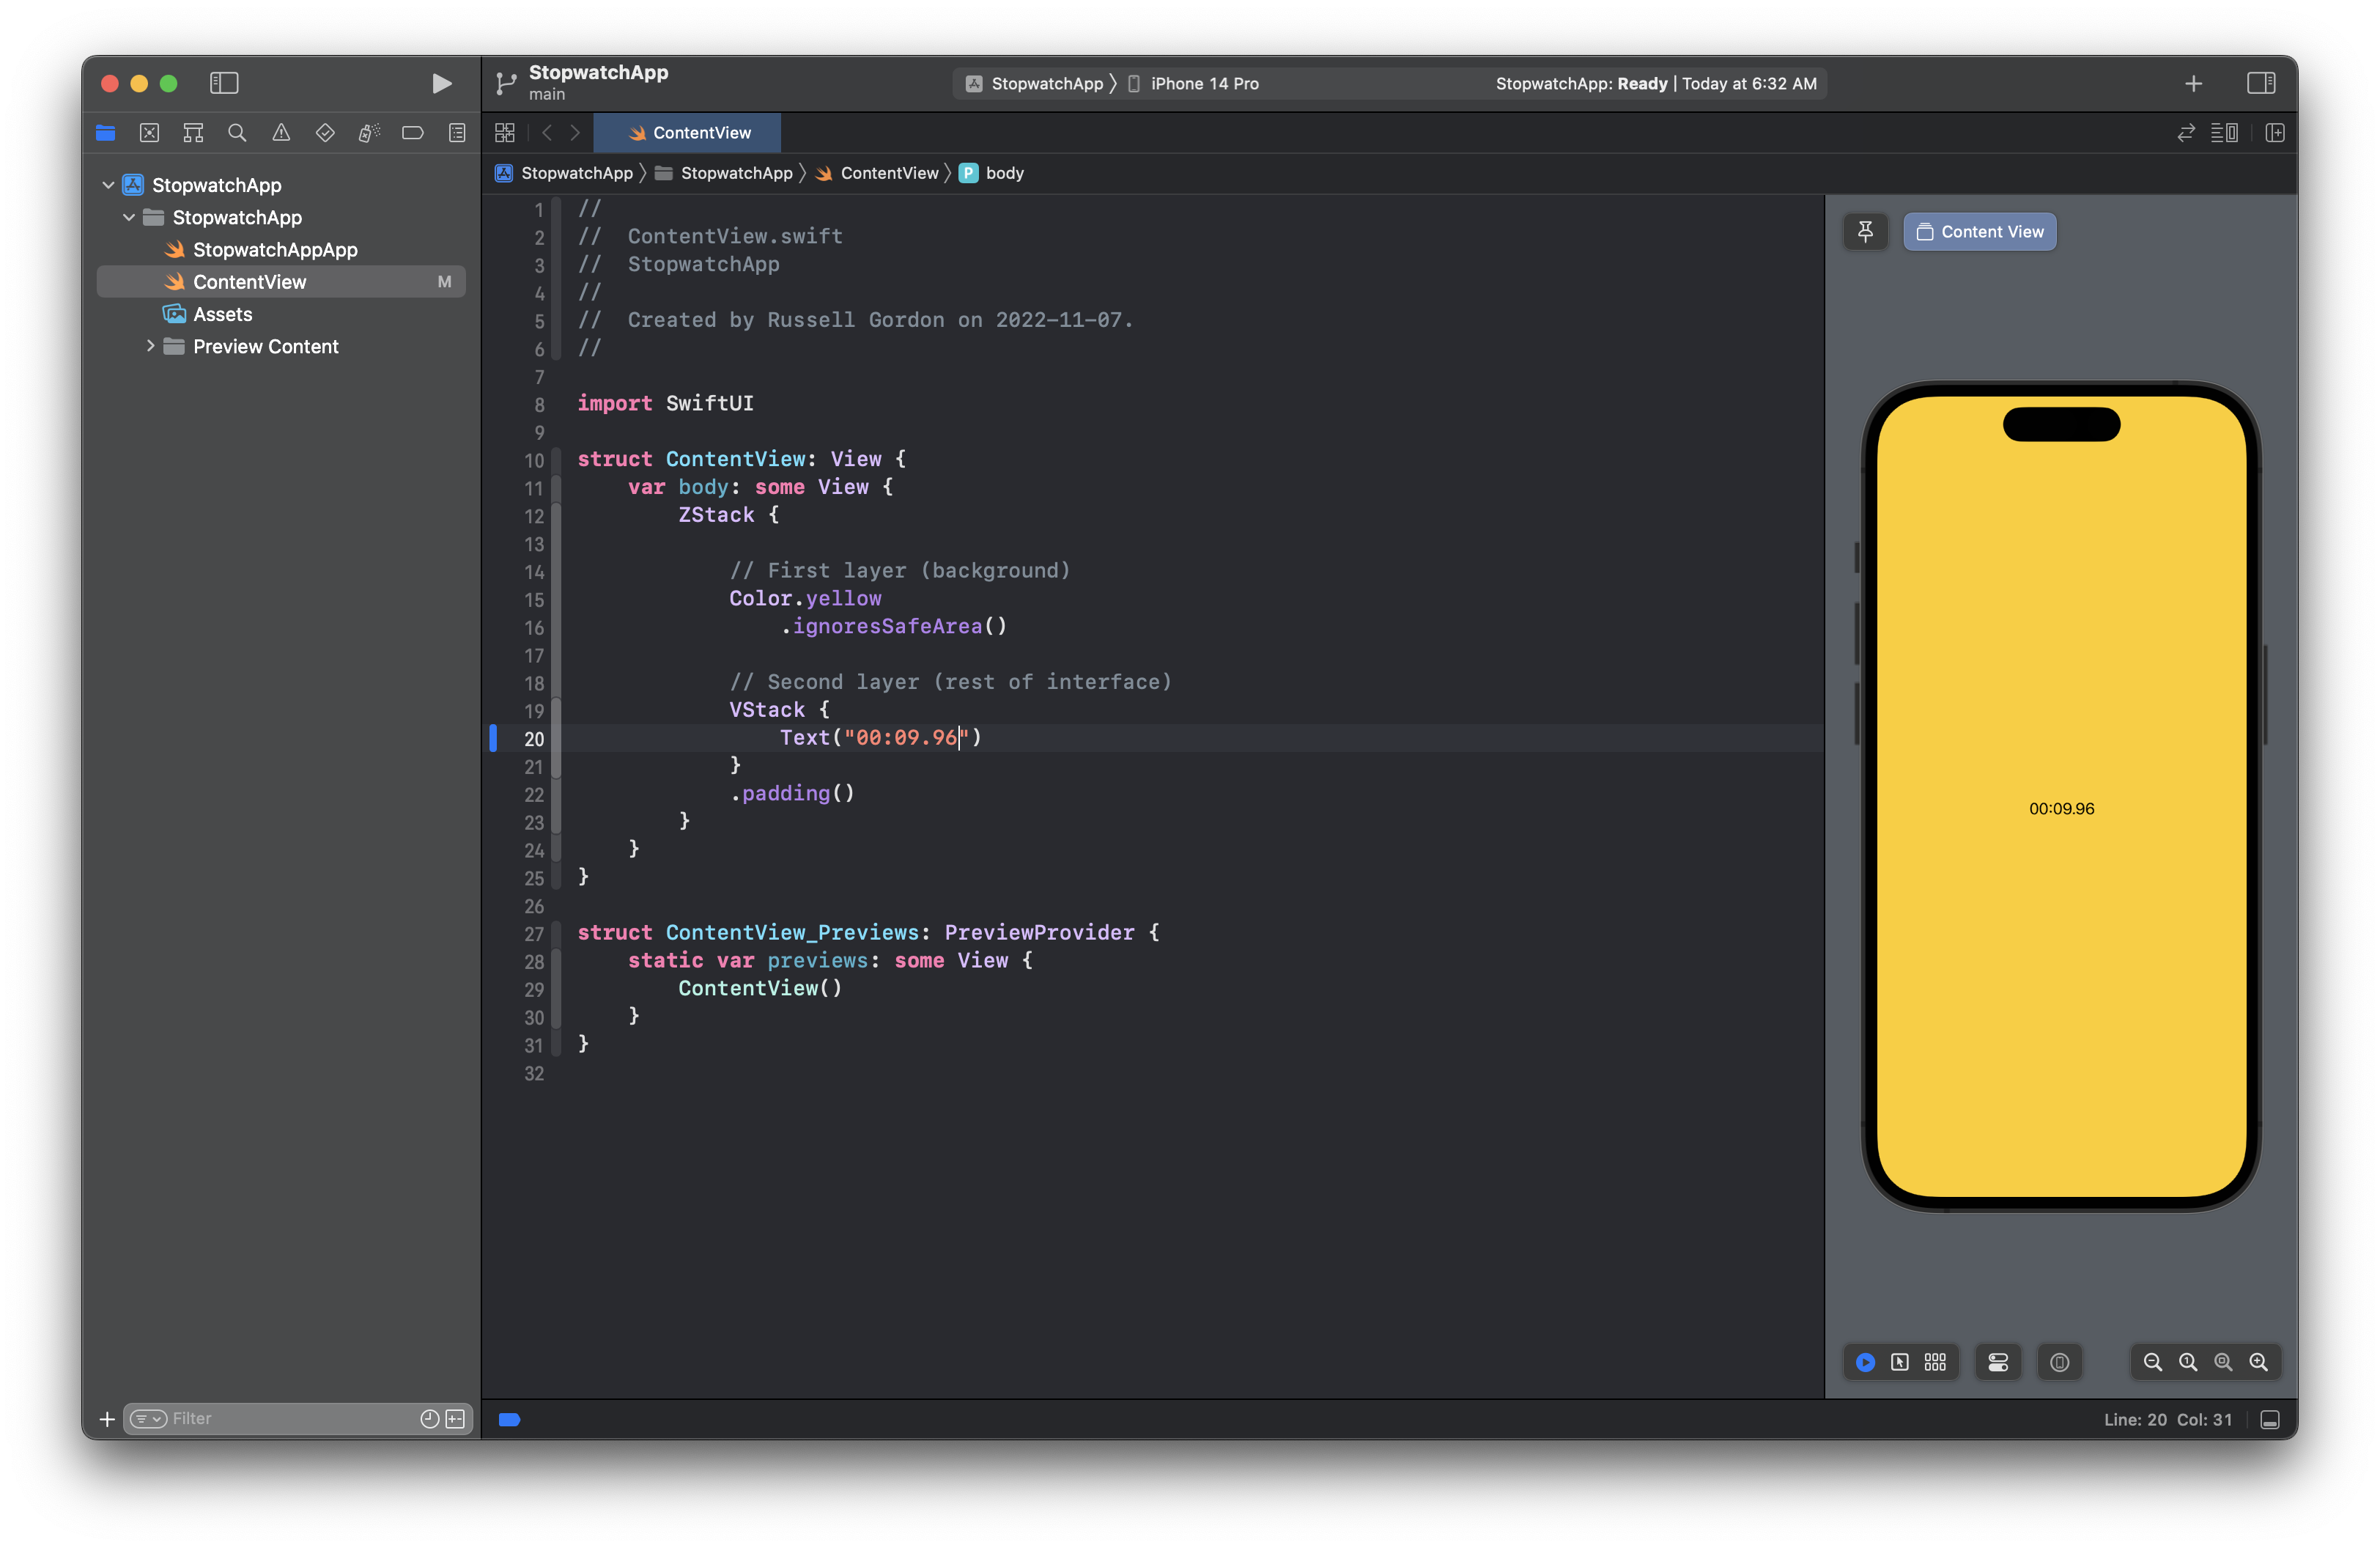 StopwatchApp
main
StopwatchApp 〉 iPhone 14 Pro
StopwatchApp: Ready | Today at 6:32 AM
ContentView
StopwatchApp 〉 StopwatchApp 〉 ContentView 〉 P body
StopwatchApp
StopwatchApp
StopwatchAppApp
ContentView M
Assets
Preview Content
1 //
2 //  ContentView.swift
3 //  StopwatchApp
4 //
5 //  Created by Russell Gordon on 2022-11-07.
6 //
7
8 import SwiftUI
9
10 struct ContentView: View {
11     var body: some View {
12         ZStack {
13
14             // First layer (background)
15             Color.yellow
16                 .ignoresSafeArea()
17
18             // Second layer (rest of interface)
19             VStack {
20                 Text("00:09.96")
21             }
22             .padding()
23         }
24     }
25 }
26
27 struct ContentView_Previews: PreviewProvider {
28     static var previews: some View {
29         ContentView()
30     }
31 }
32
Content View
00:09.96
Filter
Line: 20 Col: 31